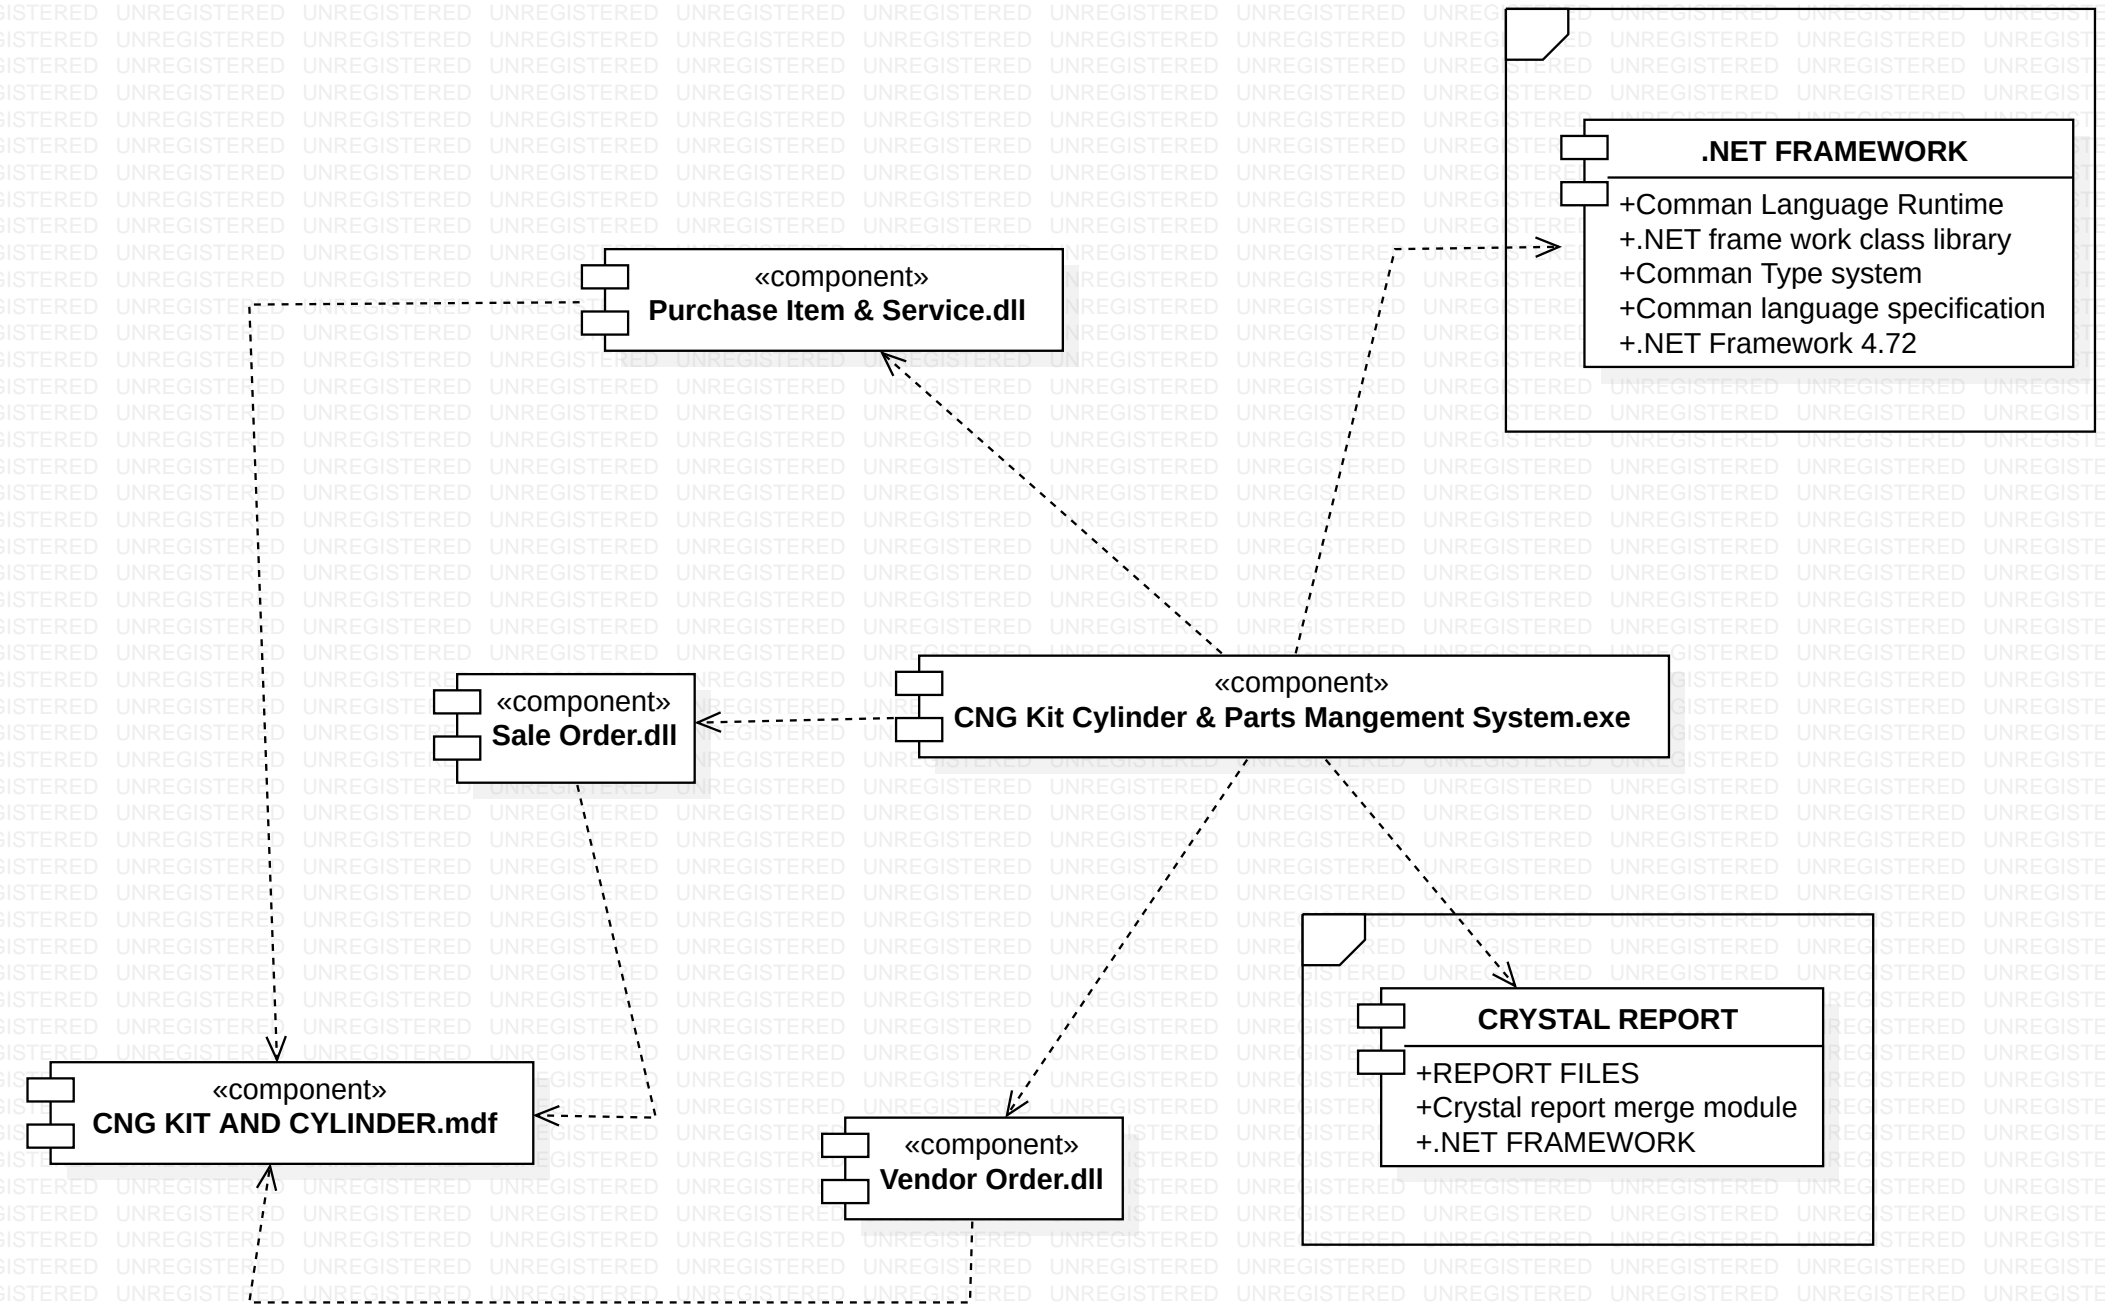 .NET FRAMEWORK
+Comman Language Runtime
+.NET frame work class library
+Comman Type system
+Comman language specification
+.NET Framework 4.72
«component»
Purchase Item & Service.dll
«component»
CNG Kit Cylinder & Parts Mangement System.exe
«component»
Sale Order.dll
CRYSTAL REPORT
+REPORT FILES
+Crystal report merge module
+.NET FRAMEWORK
«component»
CNG KIT AND CYLINDER.mdf
«component»
Vendor Order.dll
UNREGISTERED